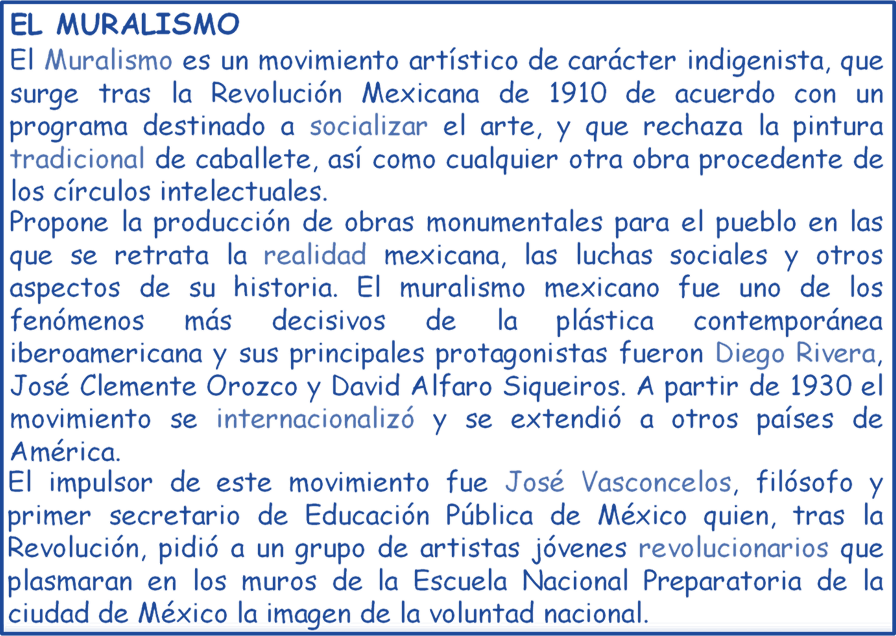 EL MURALISMO
El Muralismo es un movimiento artístico de carácter indigenista, que
surge tras la Revolución Mexicana de 1910 de acuerdo con un
programa destinado a socializar el arte, y que rechaza la pintura
tradicional de caballete, así como cualquier otra obra procedente de
los círculos intelectuales.
Propone la producción de obras monumentales para el pueblo en las
que se retrata la realidad mexicana, las luchas sociales y otros
aspectos de su historia. El muralismo mexicano fue uno de los
fenómenos más decisivos de la plástica contemporánea
iberoamericana y sus principales protagonistas fueron Diego Rivera,
José Clemente Orozco y David Alfaro Siqueiros. A partir de 1930 el
movimiento se internacionalizó y se extendió a otros países de
América.
El impulsor de este movimiento fue José Vasconcelos, filósofo y
primer secretario de Educación Pública de México quien, tras la
Revolución, pidió a un grupo de artistas jóvenes revolucionarios que
plasmaran en los muros de la Escuela Nacional Preparatoria de la
ciudad de México la imagen de la voluntad nacional.